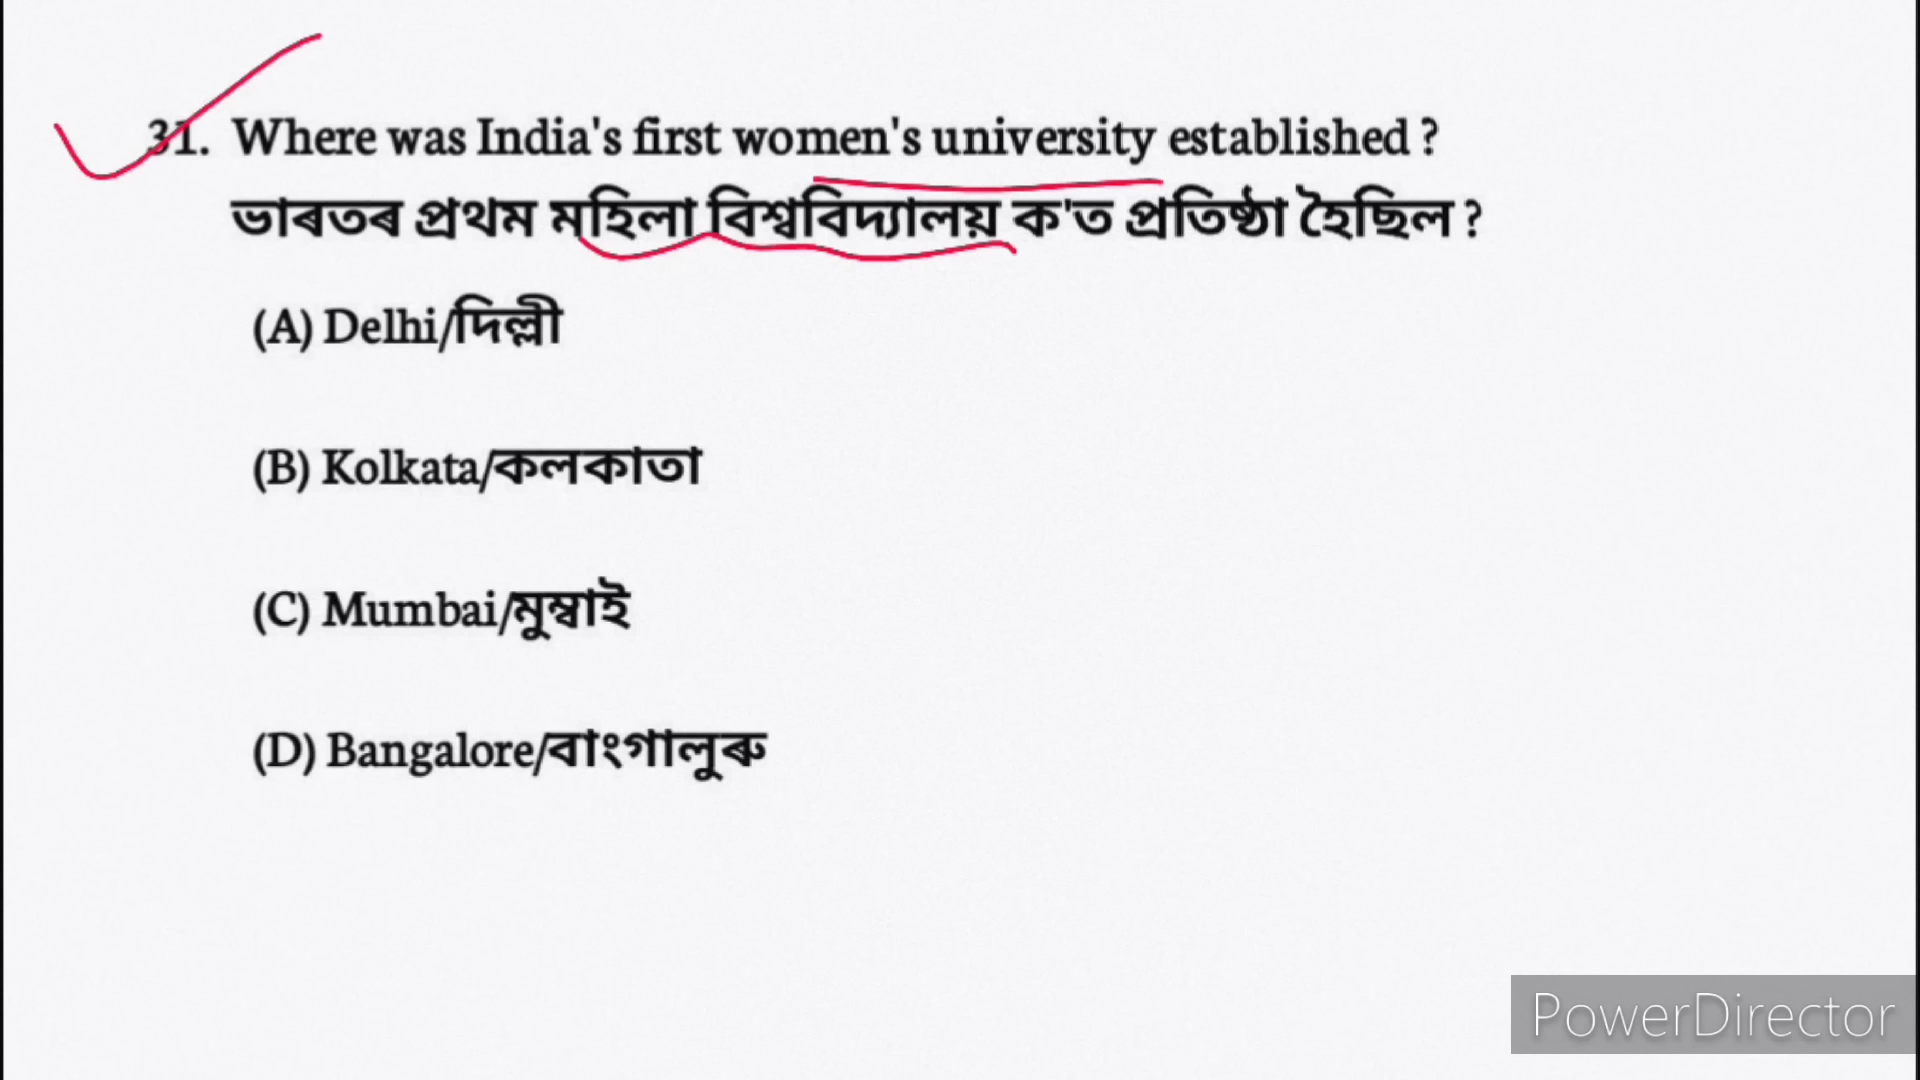 31. Where was India's first women's university established ?
ভাৰতৰ প্ৰথম মহিলা বিশ্ববিদ্যালয় ক'ত প্ৰতিষ্ঠা হৈছিল ?
(A) Delhi/দিল্লী
(B) Kolkata/কলকাতা
(C) Mumbai/মুম্বাই
(D) Bangalore/বাংগালুৰু
PowerDirector